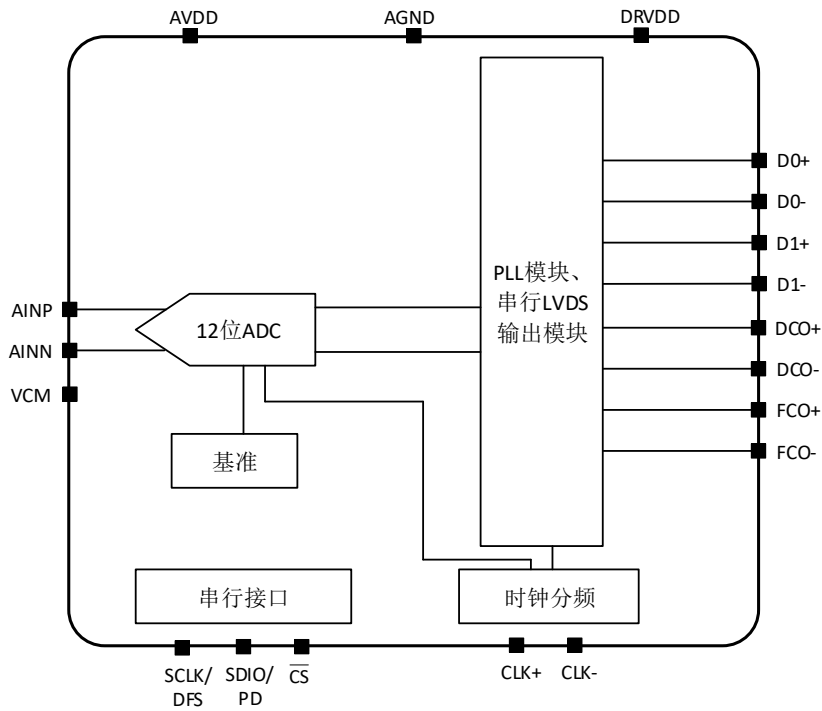 AVDD
AGND
DRVDD
D0+
D0-
D1+
D1-
DCO+
DCO-
FCO+
FCO-
PLL模块、
串行LVDS
输出模块
AINP
AINN
VCM
12位ADC
基准
串行接口
时钟分频
SCLK/
DFS
SDIO/
PD
C̅S̅
CLK+
CLK-